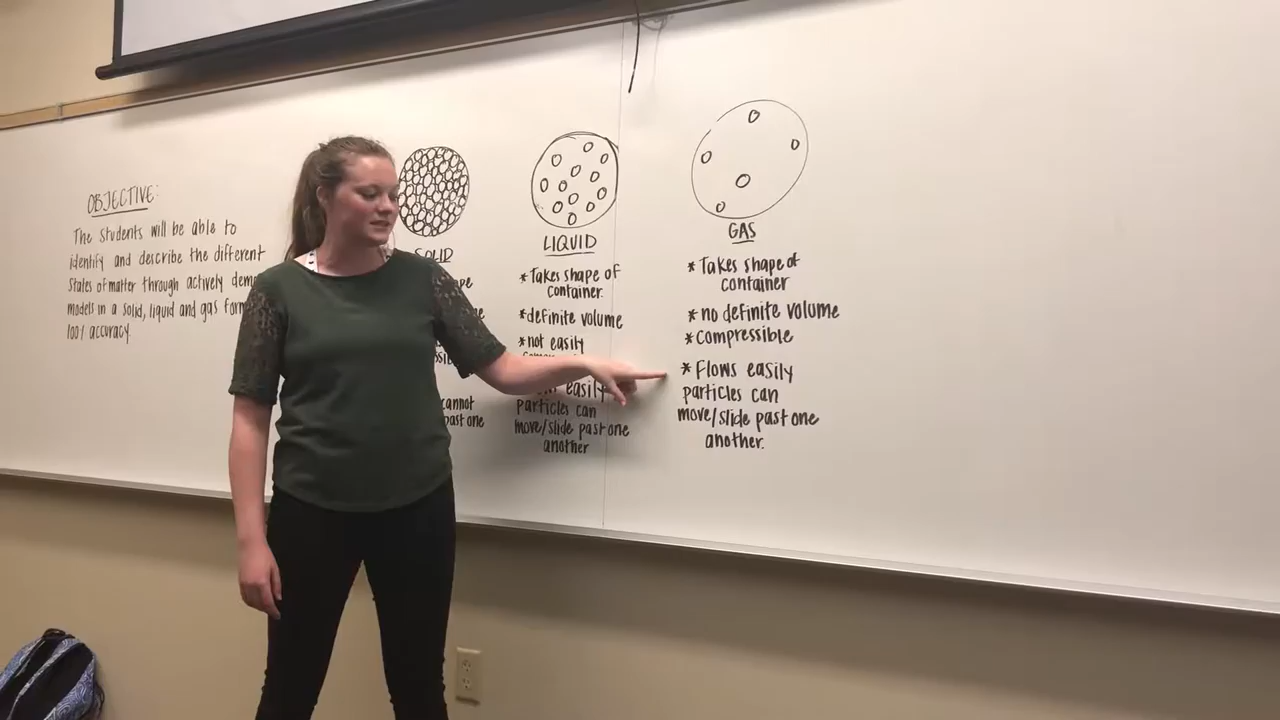 OBJECTIVE:
The students will be able to
identify and describe the different
states of matter through actively
models in a solid, liquid and gas
100% accuracy.
SOLID
cannot
past one
LIQUID
*Takes shape of
container.
*definite volume
*not easily
easily
particles can
move/slide past one
another
GAS
*Takes shape of
container
*no definite volume
*compressible
*Flows easily
particles can
move/slide past one
another.